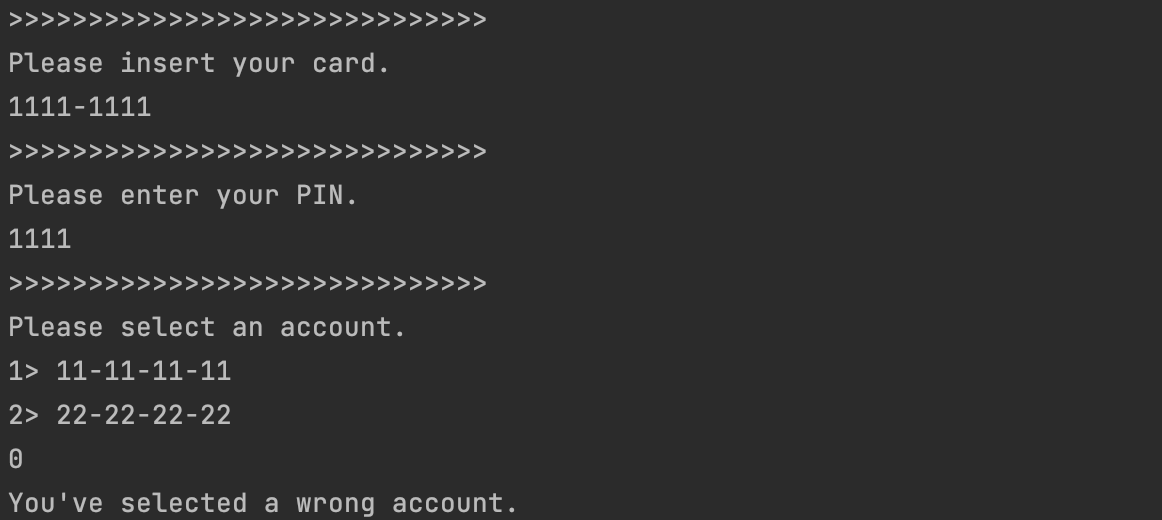 >>>>>>>>>>>>>>>>>>>>>>>>>>>>>>
Please insert your card.
1111-1111
>>>>>>>>>>>>>>>>>>>>>>>>>>>>>>
Please enter your PIN.
1111
>>>>>>>>>>>>>>>>>>>>>>>>>>>>>>
Please select an account.
1> 11-11-11-11
2> 22-22-22-22
0
You've selected a wrong account.